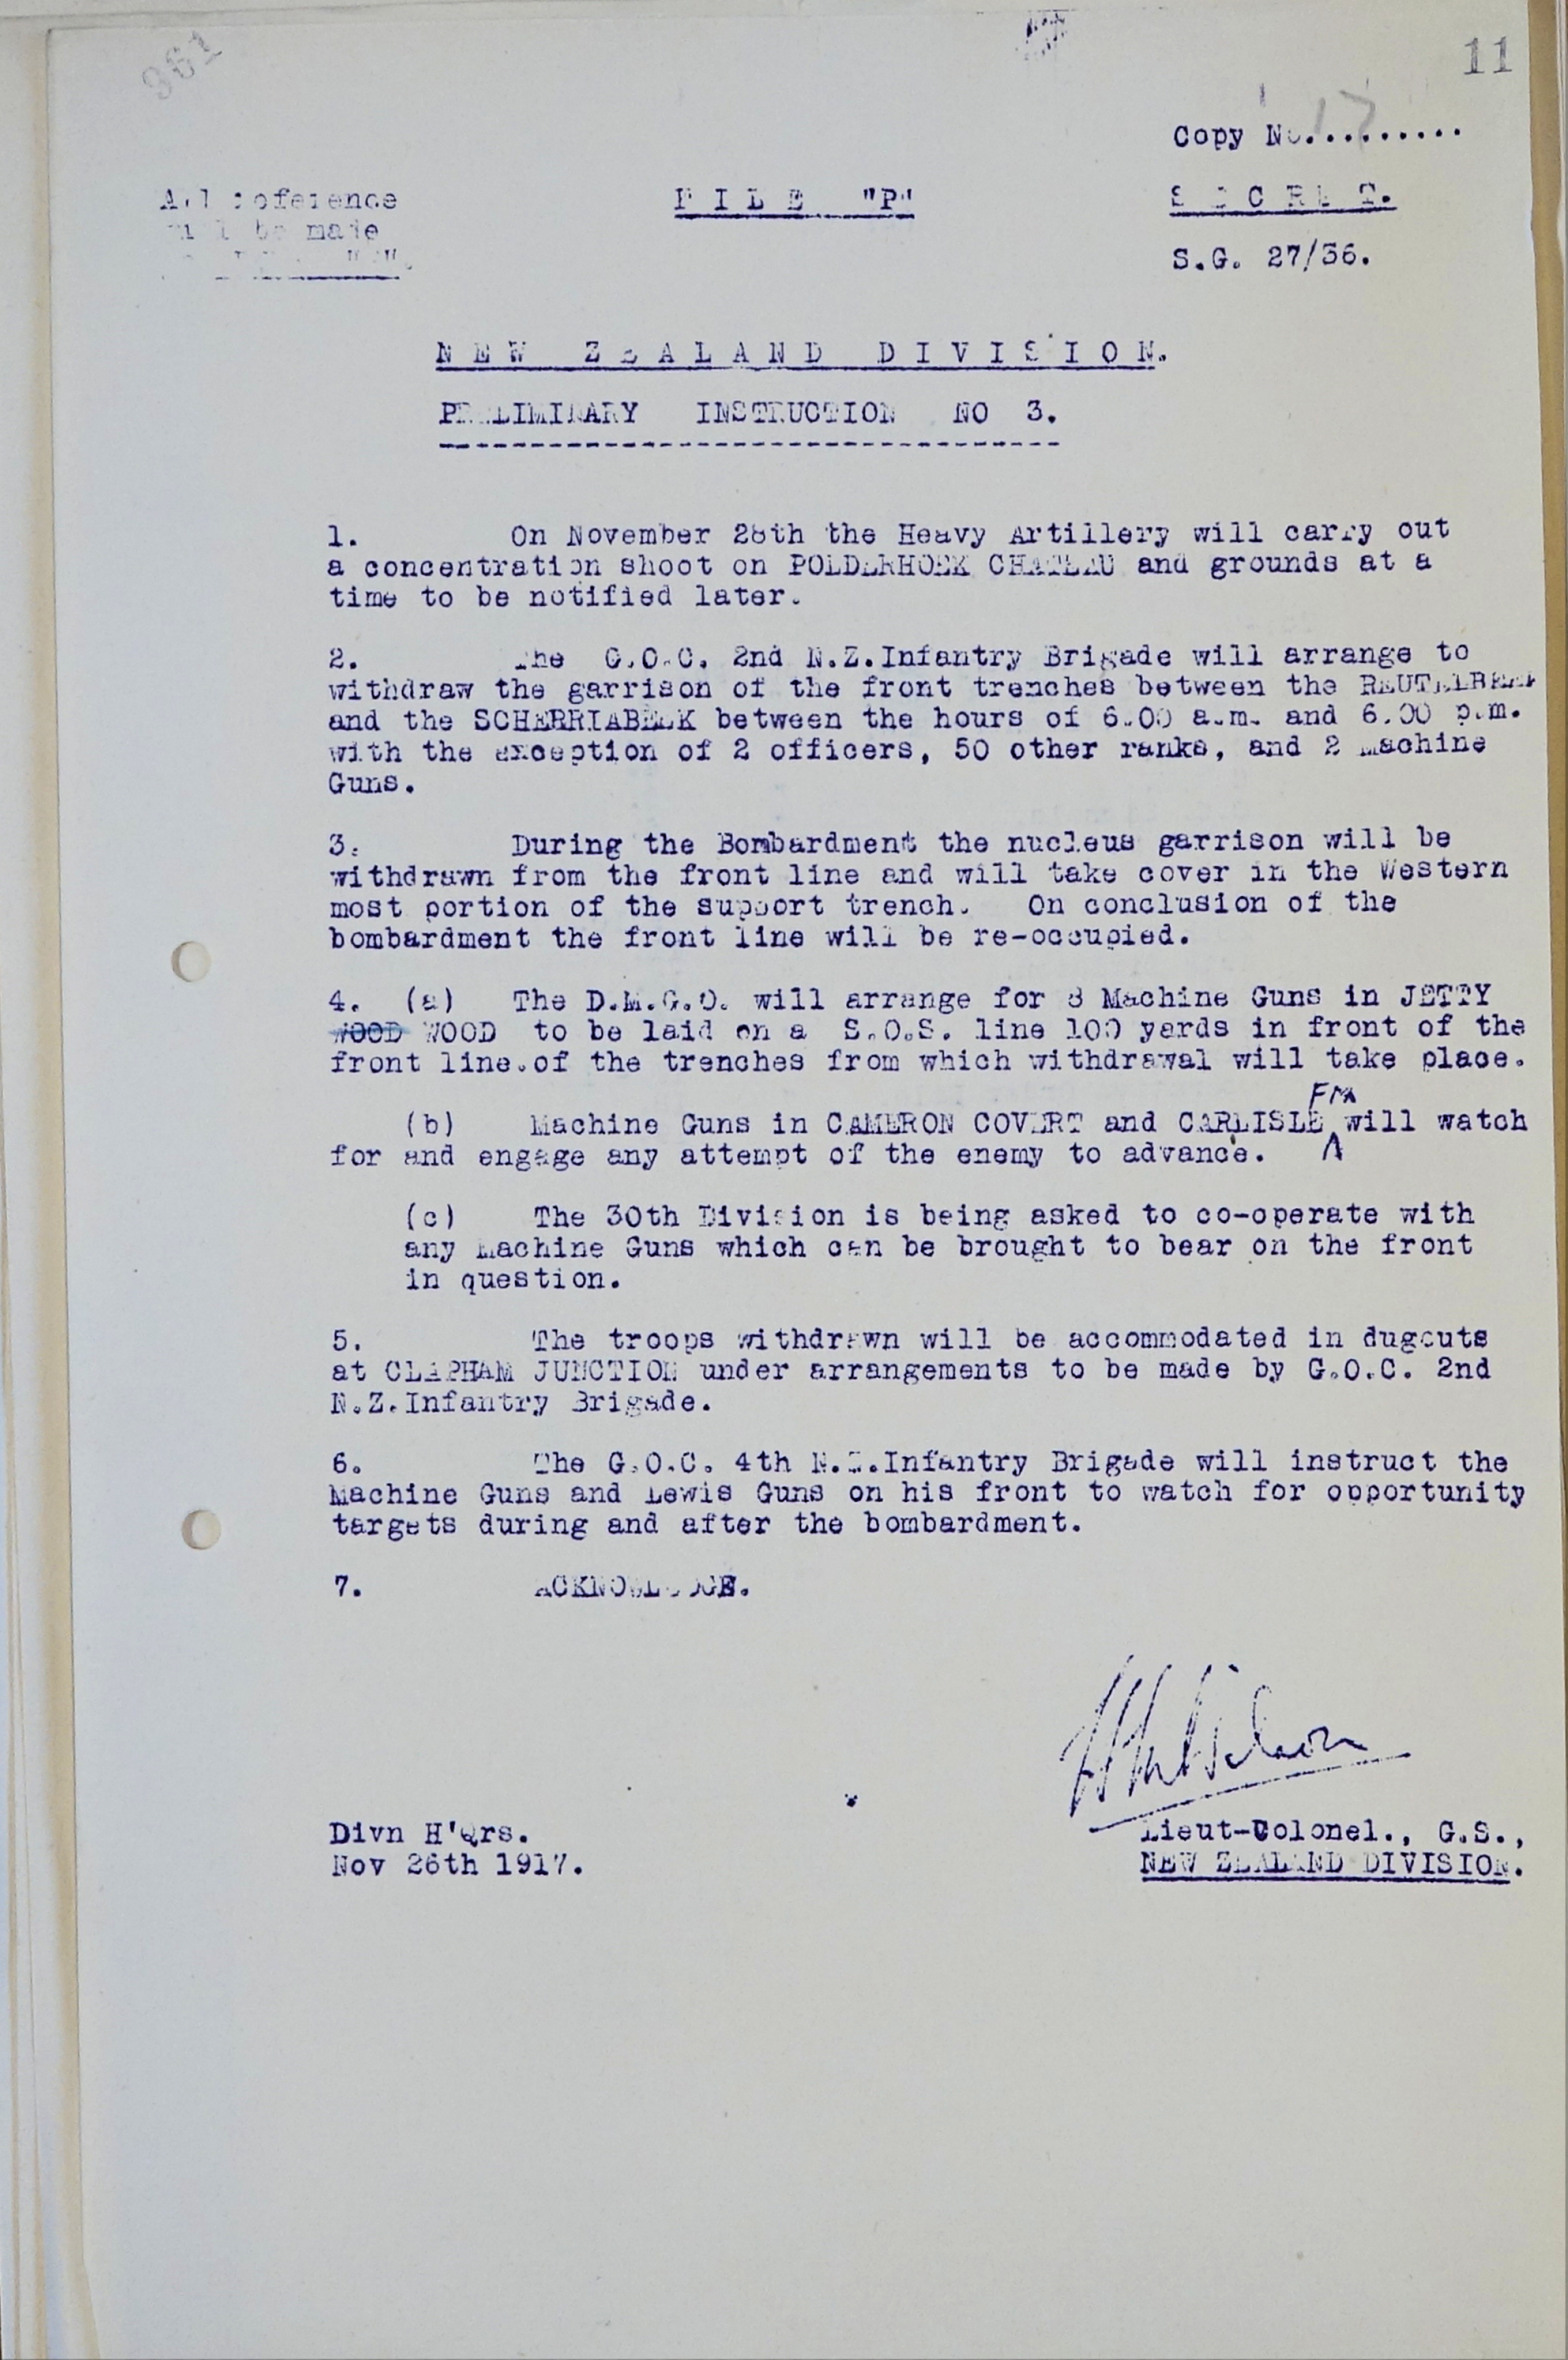 361
11
Copy No. 17 .........
All reference
will be made
FILE "P"
SECRET.
S.G. 27/36.
NEW ZEALAND DIVISION.
PRELIMINARY INSTRUCTION NO 3.
1. On November 28th the Heavy Artillery will carry out
a concentration shoot on POLDERHOEK CHATEAU and grounds at a
time to be notified later.
2. The G.O.C. 2nd N.Z.Infantry Brigade will arrange to
withdraw the garrison of the front trenches between the REUTELBEEK
and the SCHERRIABEEK between the hours of 6.00 a.m. and 6.00 p.m.
with the exception of 2 officers, 50 other ranks, and 2 Machine
Guns.
3. During the Bombardment the nucleus garrison will be
withdrawn from the front line and will take cover in the Western
most portion of the support trench. On conclusion of the
bombardment the front line will be re-occupied.
4. (a) The D.M.G.O. will arrange for 8 Machine Guns in JETTY
WOOD WOOD to be laid on a S.O.S. line 100 yards in front of the
front line.of the trenches from which withdrawal will take place.
(b) Machine Guns in CAMERON COVERT and CARLISLE FM will watch
for and engage any attempt of the enemy to advance.
(c) The 30th Division is being asked to co-operate with
any Machine Guns which can be brought to bear on the front
in question.
5. The troops withdrawn will be accommodated in dugouts
at CLAPHAM JUNCTION under arrangements to be made by G.O.C. 2nd
N.Z.Infantry Brigade.
6. The G.O.C. 4th N.Z.Infantry Brigade will instruct the
Machine Guns and Lewis Guns on his front to watch for opportunity
targets during and after the bombardment.
7. ACKNOWLEDGE.
Divn H'Qrs.
Nov 26th 1917.
Lieut-Colonel., G.S.,
NEW ZEALAND DIVISION.